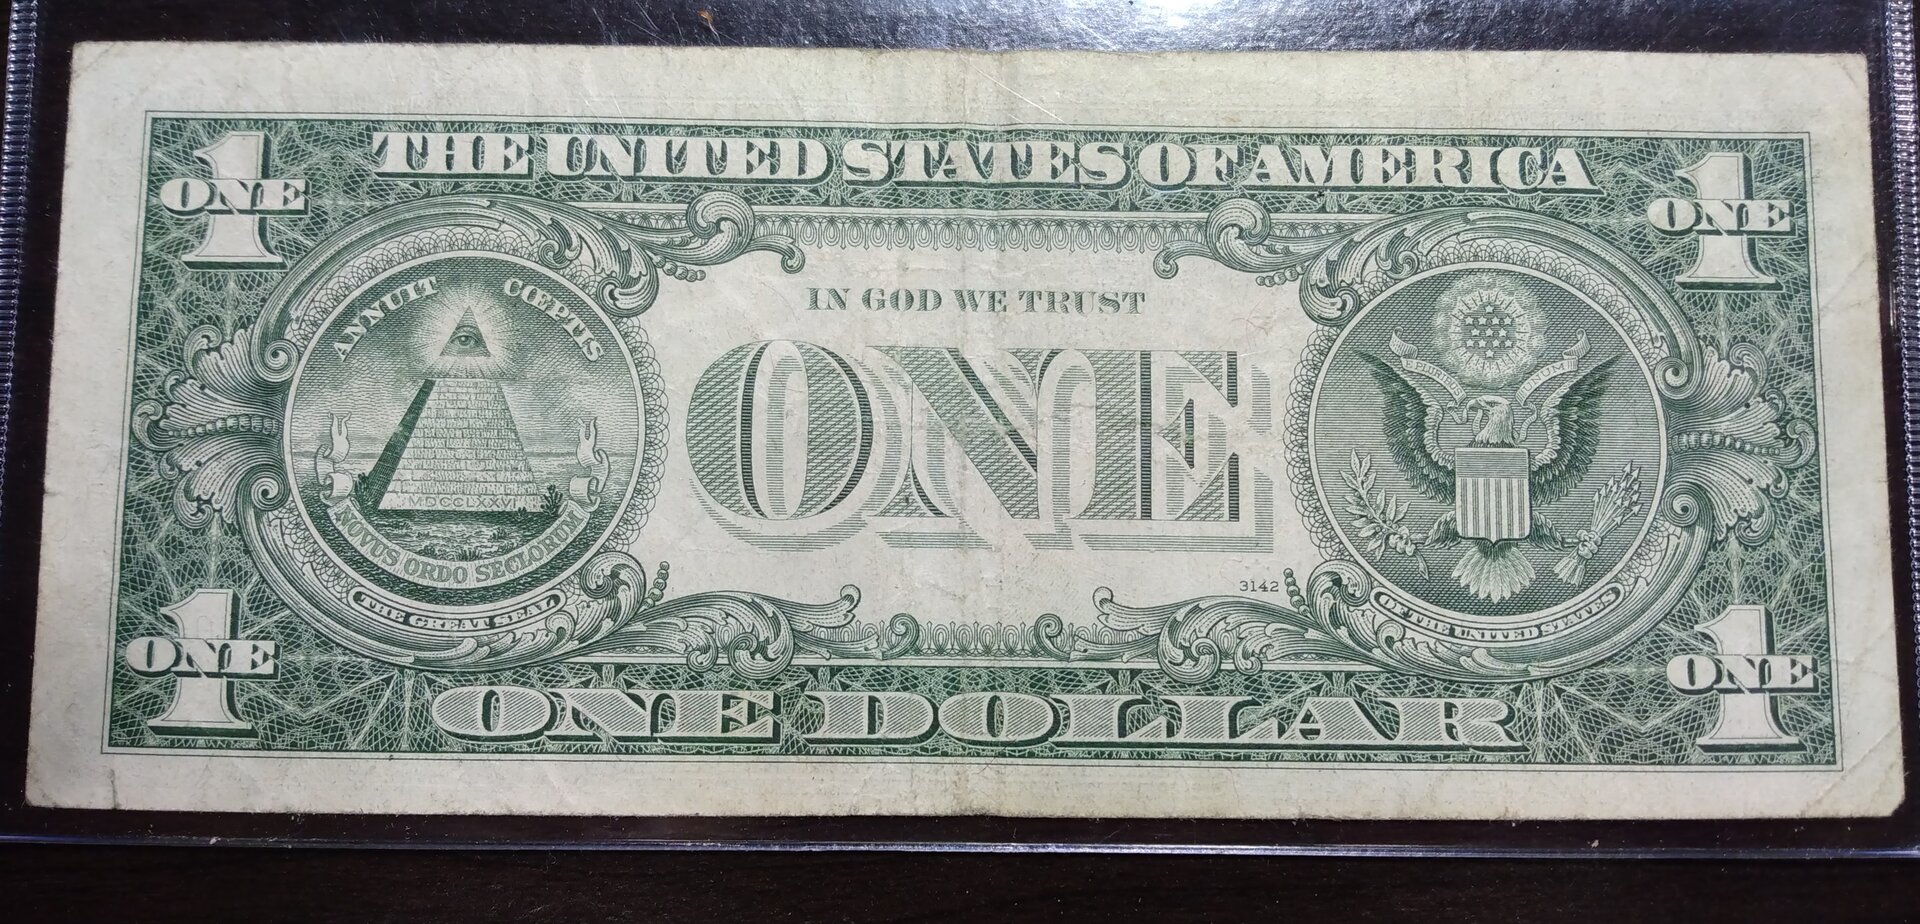 1 ONE THE UNITED STATES OF AMERICA 1 ONE
ANNUIT CŒPTIS
IN GOD WE TRUST
ONE
E PLURIBUS UNUM
MDCCLXXVI
NOVUS ORDO SECLORUM
3142
THE GREAT SEAL
OF THE UNITED STATES
1 ONE ONE DOLLAR 1 ONE